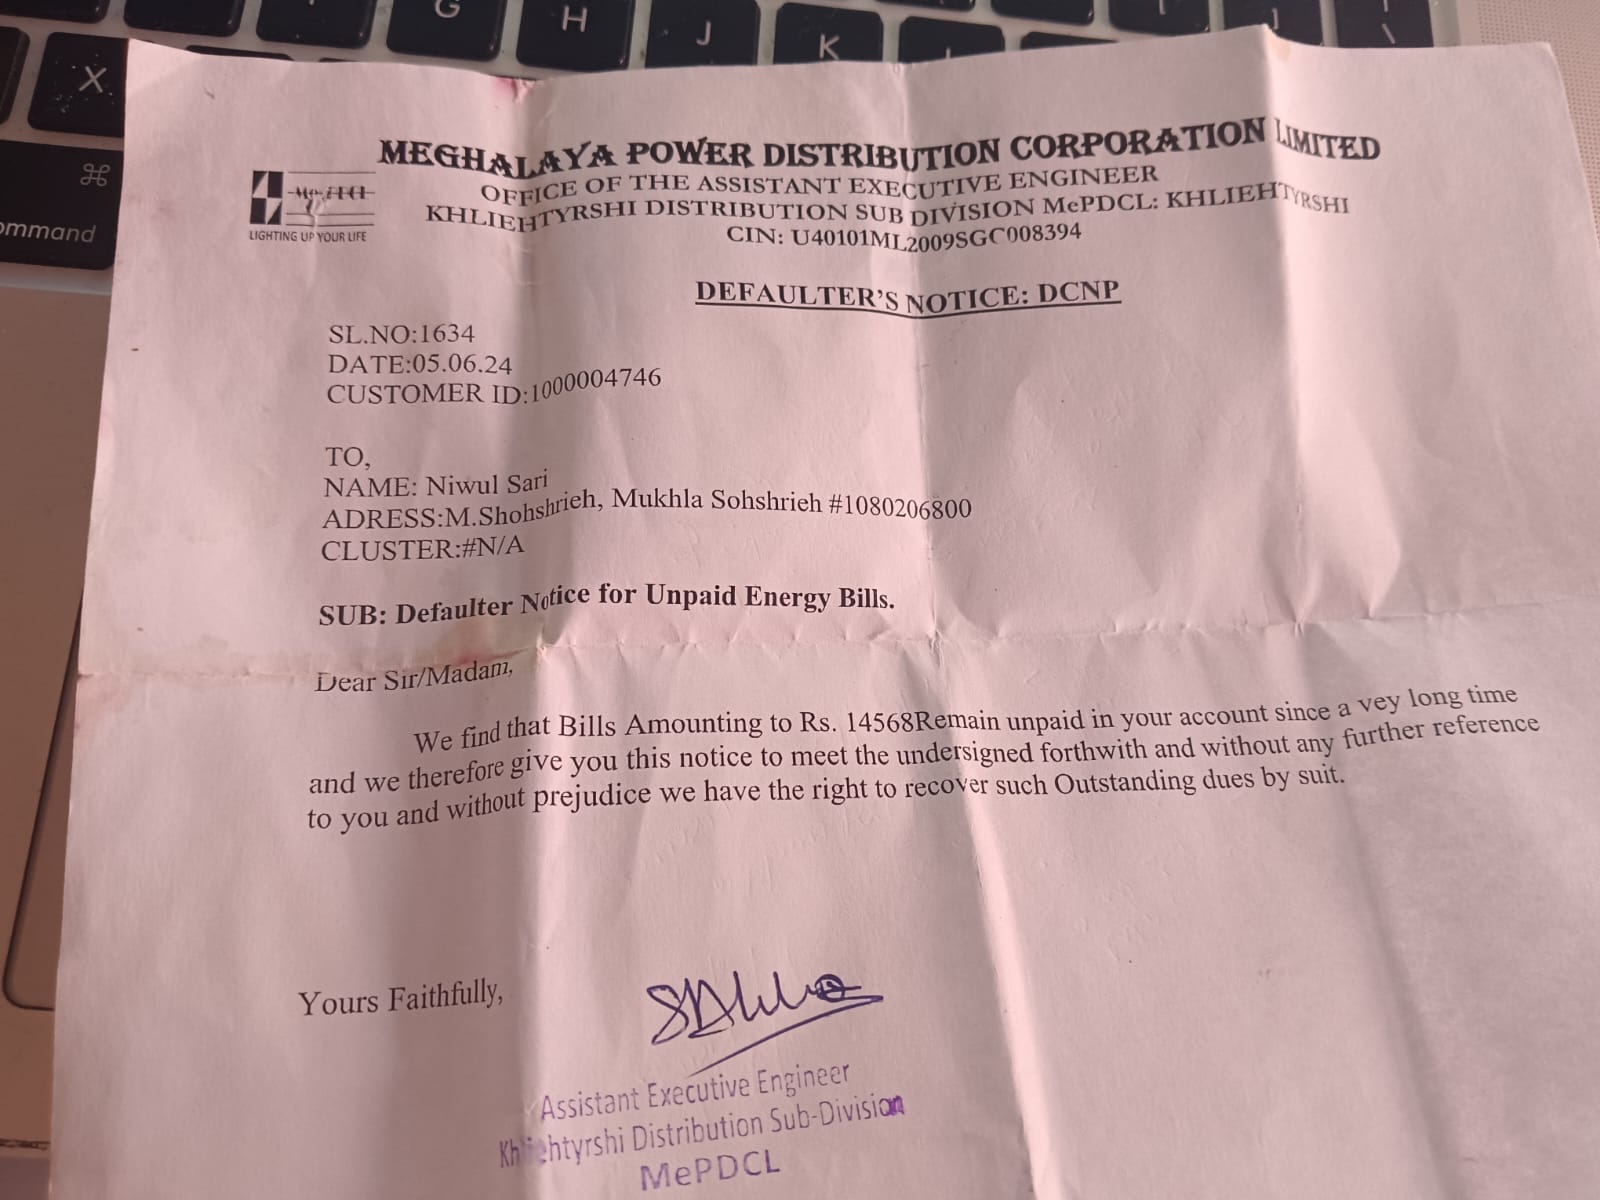 G H J K L
X
⌘
ommand
MEGHALAYA POWER DISTRIBUTION CORPORATION LIMITED
OFFICE OF THE ASSISTANT EXECUTIVE ENGINEER
KHLIEHTYRSHI DISTRIBUTION SUB DIVISION MePDCL: KHLIEHTYRSHI
CIN: U40101ML2009SGC008394
LIGHTING UP YOUR LIFE
DEFAULTER'S NOTICE: DCNP
SL.NO:1634
DATE:05.06.24
CUSTOMER ID:1000004746
TO,
NAME: Niwul Sari
ADRESS:M.Shohshrieh, Mukhla Sohshrieh #1080206800
CLUSTER:#N/A
SUB: Defaulter Notice for Unpaid Energy Bills.
Dear Sir/Madam,
We find that Bills Amounting to Rs. 14568Remain unpaid in your account since a vey long time
and we therefore give you this notice to meet the undersigned forthwith and without any further reference
to you and without prejudice we have the right to recover such Outstanding dues by suit.
Yours Faithfully,
Assistant Executive Engineer
Khliehtyrshi Distribution Sub-Division
MePDCL